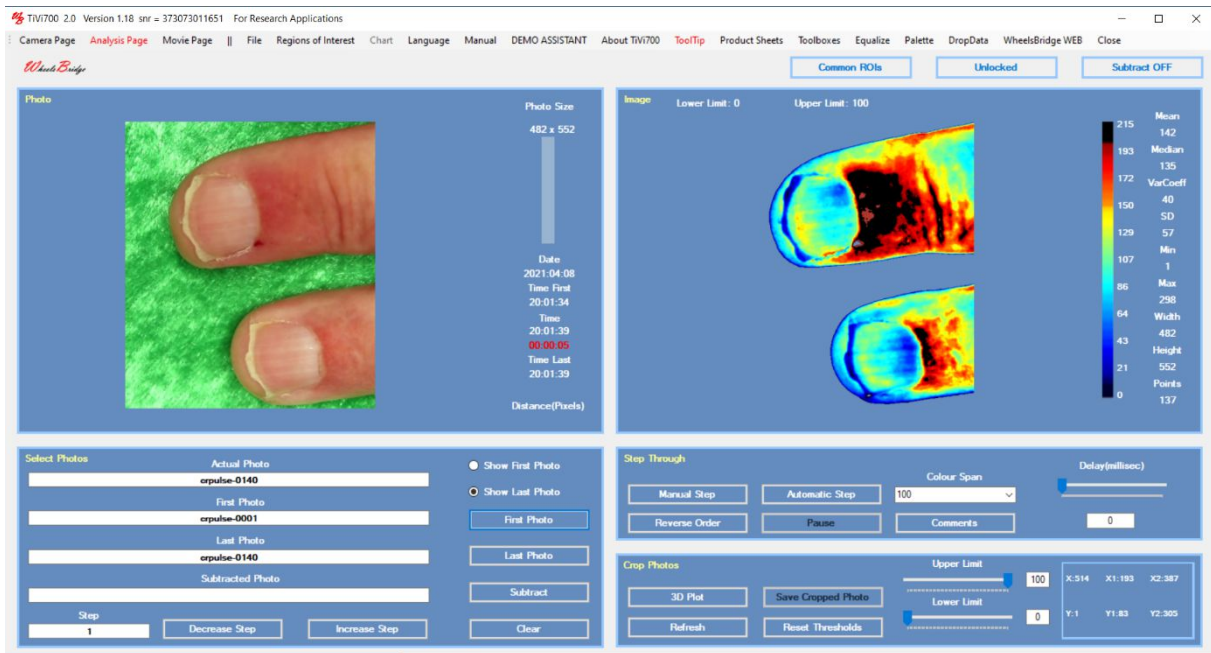 TiVi700 2.0 Version 1.18 snr = 373073011651 For Research Applications
Camera Page Analysis Page Movie Page || File Regions of Interest Chart Language Manual DEMO ASSISTANT About TiVi700 ToolTip Product Sheets Toolboxes Equalize Palette DropData WheelsBridge WEB Close
WheelsBridge
Common ROIs Unlocked Subtract OFF
Photo
Photo Size
482 x 552
Date
2021:04:08
Time First
20:01:34
Time
20:01:39
00:00:05
Time Last
20:01:39
Distance(Pixels)
Image Lower Limit: 0 Upper Limit: 100
215
193
172
150
129
107
86
64
43
21
0
Mean
142
Median
135
VarCoeff
40
SD
57
Min
1
Max
298
Width
482
Height
552
Points
137
Select Photos
Actual Photo
crpulse-0140
First Photo
crpulse-0001
Last Photo
crpulse-0140
Subtracted Photo
Step
1
Decrease Step Increase Step
Show First Photo
Show Last Photo
First Photo
Last Photo
Subtract
Clear
Step Through
Manual Step Automatic Step
Reverse Order Pause
Colour Span
100
Comments
Delay(millisec)
0
Crop Photos
3D Plot Save Cropped Photo
Refresh Reset Thresholds
Upper Limit
100
Lower Limit
0
X:514 X1:193 X2:387
Y:1 Y1:83 Y2:305